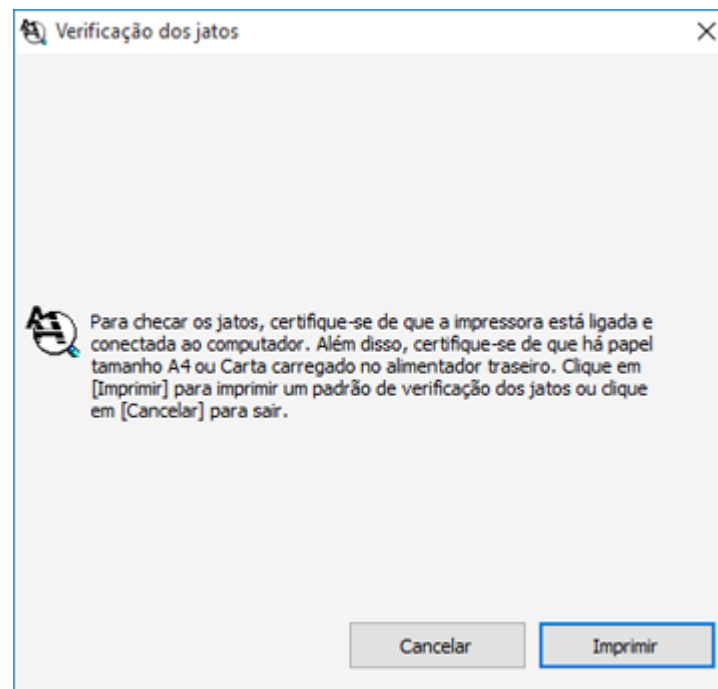 Verificação dos jatos
Para checar os jatos, certifique-se de que a impressora está ligada e
conectada ao computador. Além disso, certifique-se de que há papel
tamanho A4 ou Carta carregado no alimentador traseiro. Clique em
[Imprimir] para imprimir um padrão de verificação dos jatos ou clique
em [Cancelar] para sair.
Cancelar
Imprimir